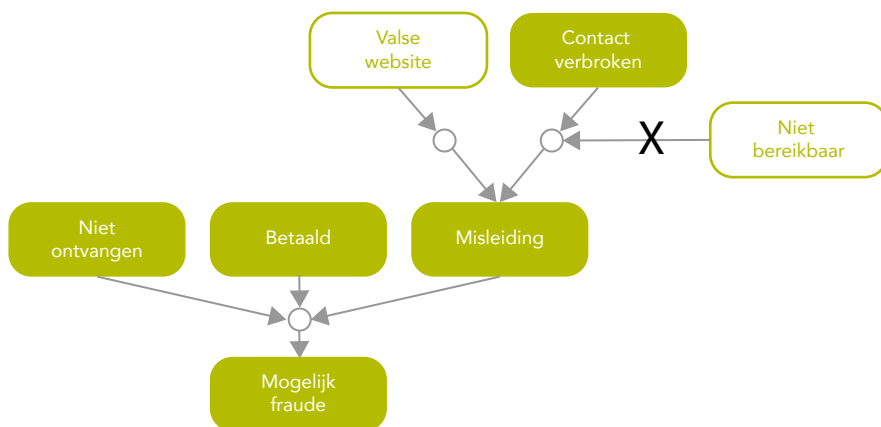 Valse
website
Contact
verbroken
X
Niet
bereikbaar
Niet
ontvangen
Betaald
Misleiding
Mogelijk
fraude